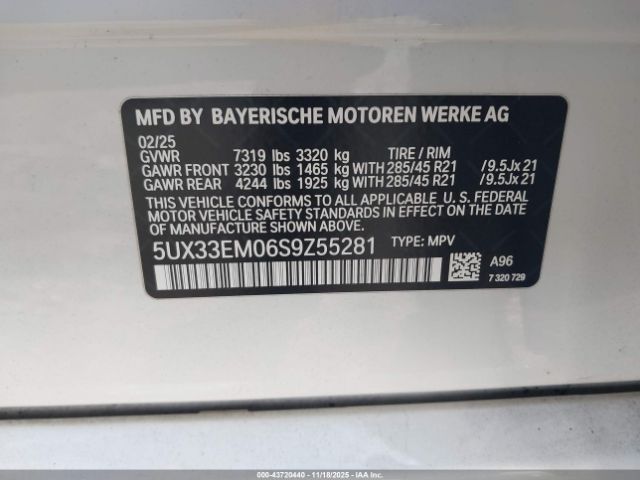 MFD BY BAYERISCHE MOTOREN WERKE AG
02/25
GVWR 7319 lbs 3320 kg TIRE / RIM
GAWR FRONT 3230 lbs 1465 kg WITH 285/45 R21 /9.5Jx21
GAWR REAR 4244 lbs 1925 kg WITH 285/45 R21 /9.5Jx21
THIS VEHICLE CONFORMS TO ALL APPLICABLE U. S. FEDERAL
MOTOR VEHICLE SAFETY STANDARDS IN EFFECT ON THE DATE
OF MANUFACTURE SHOWN ABOVE.
5UX33EM06S9Z55281 TYPE: MPV
A96
7 320 729
000-43720440 - 11/18/2025 - IAAI.COM